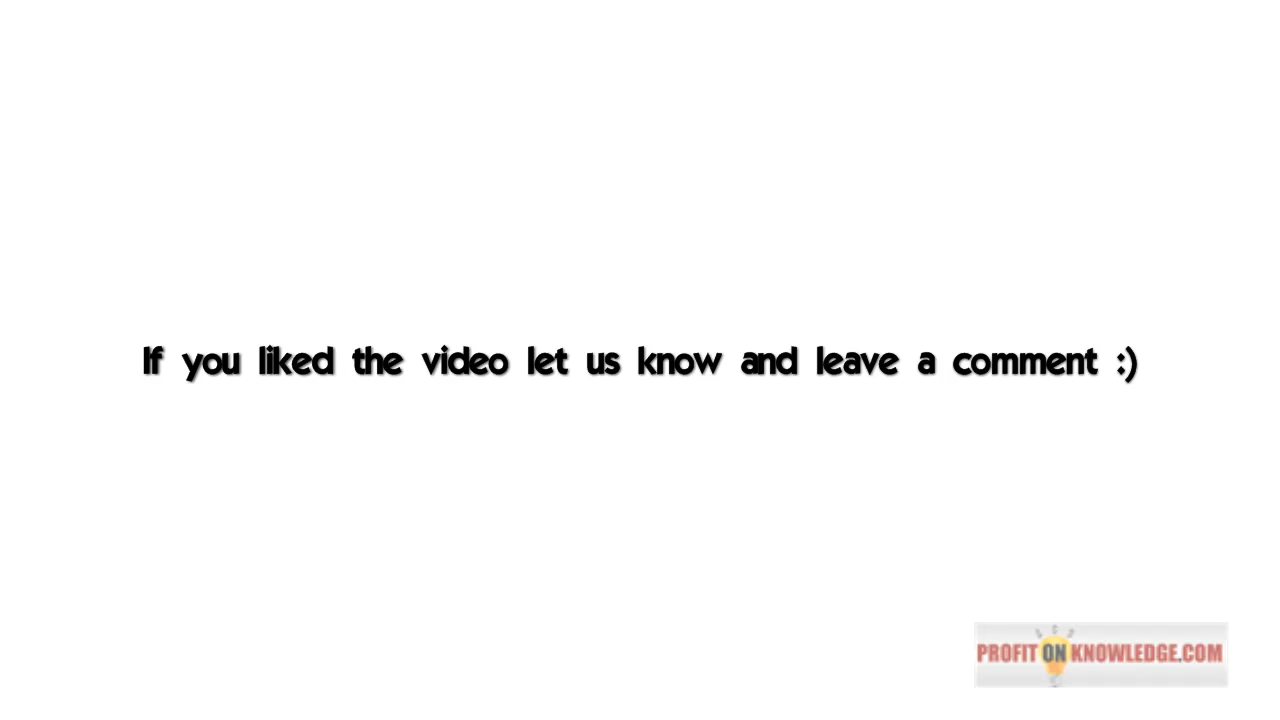 If you liked the video let us know and leave a comment :)
PROFIT ON KNOWLEDGE.COM